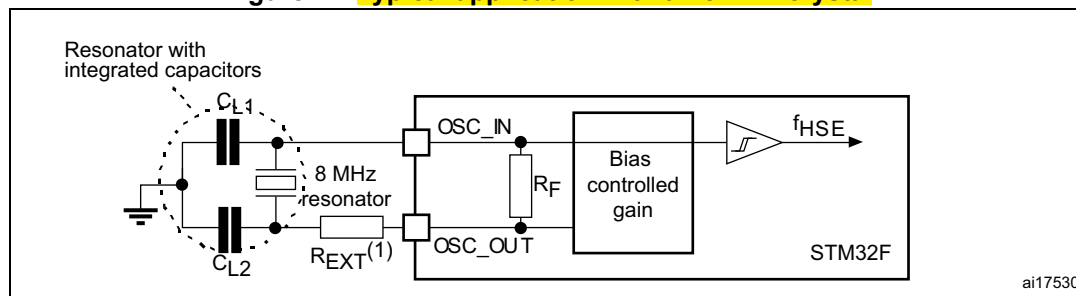 Resonator with
integrated capacitors
CL1
OSC_IN
fHSE
8 MHz
resonator
RF
Bias
controlled
gain
REXT(1)
OSC_OUT
CL2
STM32F
ai17530